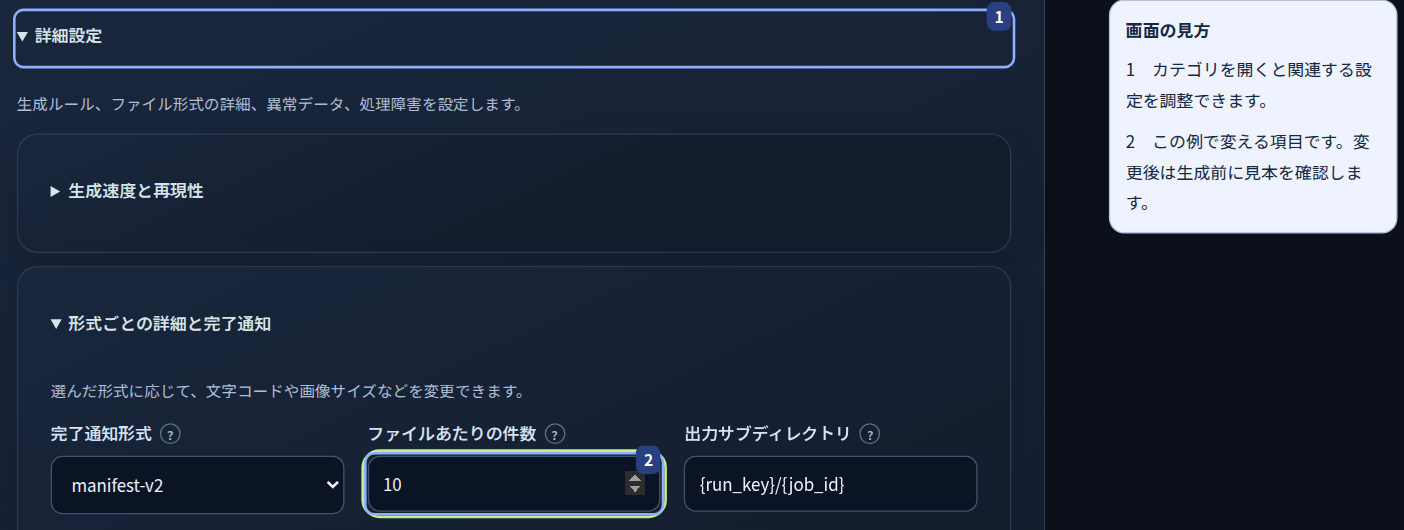 詳細設定
1
生成ルール、ファイル形式の詳細、異常データ、処理障害を設定します。
生成速度と再現性
形式ごとの詳細と完了通知
選んだ形式に応じて、文字コードや画像サイズなどを変更できます。
完了通知形式 ?
ファイルあたりの件数 ?
出力サブディレクトリ ?
manifest-v2
2
10
{run_key}/{job_id}
画面の見方
1 カテゴリを開くと関連する設
定を調整できます。
2 この例で変える項目です。変
更後は生成前に見本を確認しま
す。